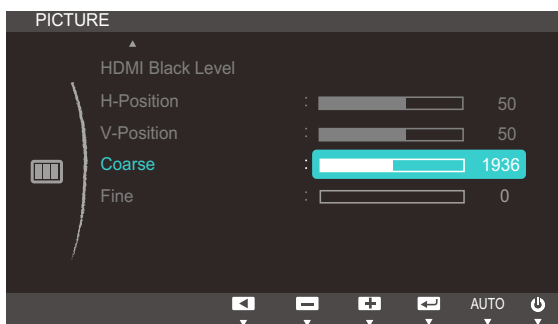 PICTURE
HDMI Black Level
H-Position : 50
V-Position : 50
Coarse : 1936
Fine : 0
AUTO